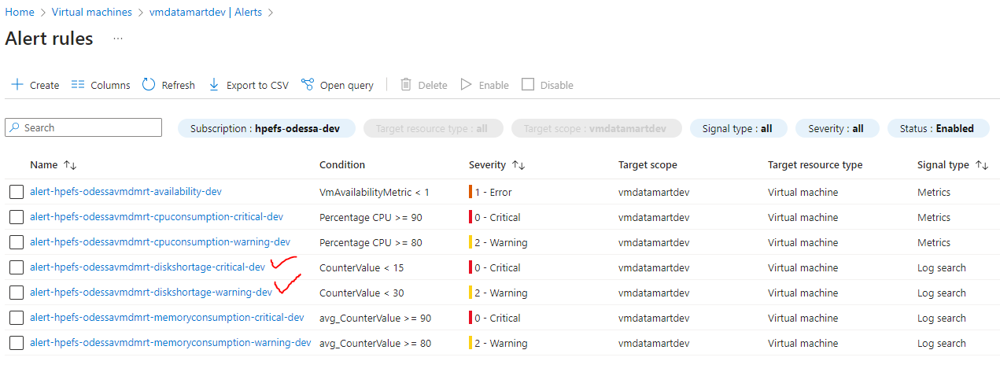 Home > Virtual machines > vmdatamartdev | Alerts >
Alert rules ...
Create Columns Refresh Export to CSV Open query Delete Enable Disable
Search Subscription : hpefs-odessa-dev Target resource type : all Target scope : vmdatamartdev Signal type : all Severity : all Status : Enabled
Name Condition Severity Target scope Target resource type Signal type
alert-hpefs-odessavmdmrt-availability-dev VmAvailabilityMetric < 1 1 - Error vmdatamartdev Virtual machine Metrics
alert-hpefs-odessavmdmrt-cpuconsumption-critical-dev Percentage CPU >= 90 0 - Critical vmdatamartdev Virtual machine Metrics
alert-hpefs-odessavmdmrt-cpuconsumption-warning-dev Percentage CPU >= 80 2 - Warning vmdatamartdev Virtual machine Metrics
alert-hpefs-odessavmdmrt-diskshortage-critical-dev CounterValue < 15 0 - Critical vmdatamartdev Virtual machine Log search
alert-hpefs-odessavmdmrt-diskshortage-warning-dev CounterValue < 30 2 - Warning vmdatamartdev Virtual machine Log search
alert-hpefs-odessavmdmrt-memoryconsumption-critical-dev avg_CounterValue >= 90 0 - Critical vmdatamartdev Virtual machine Log search
alert-hpefs-odessavmdmrt-memoryconsumption-warning-dev avg_CounterValue >= 80 2 - Warning vmdatamartdev Virtual machine Log search